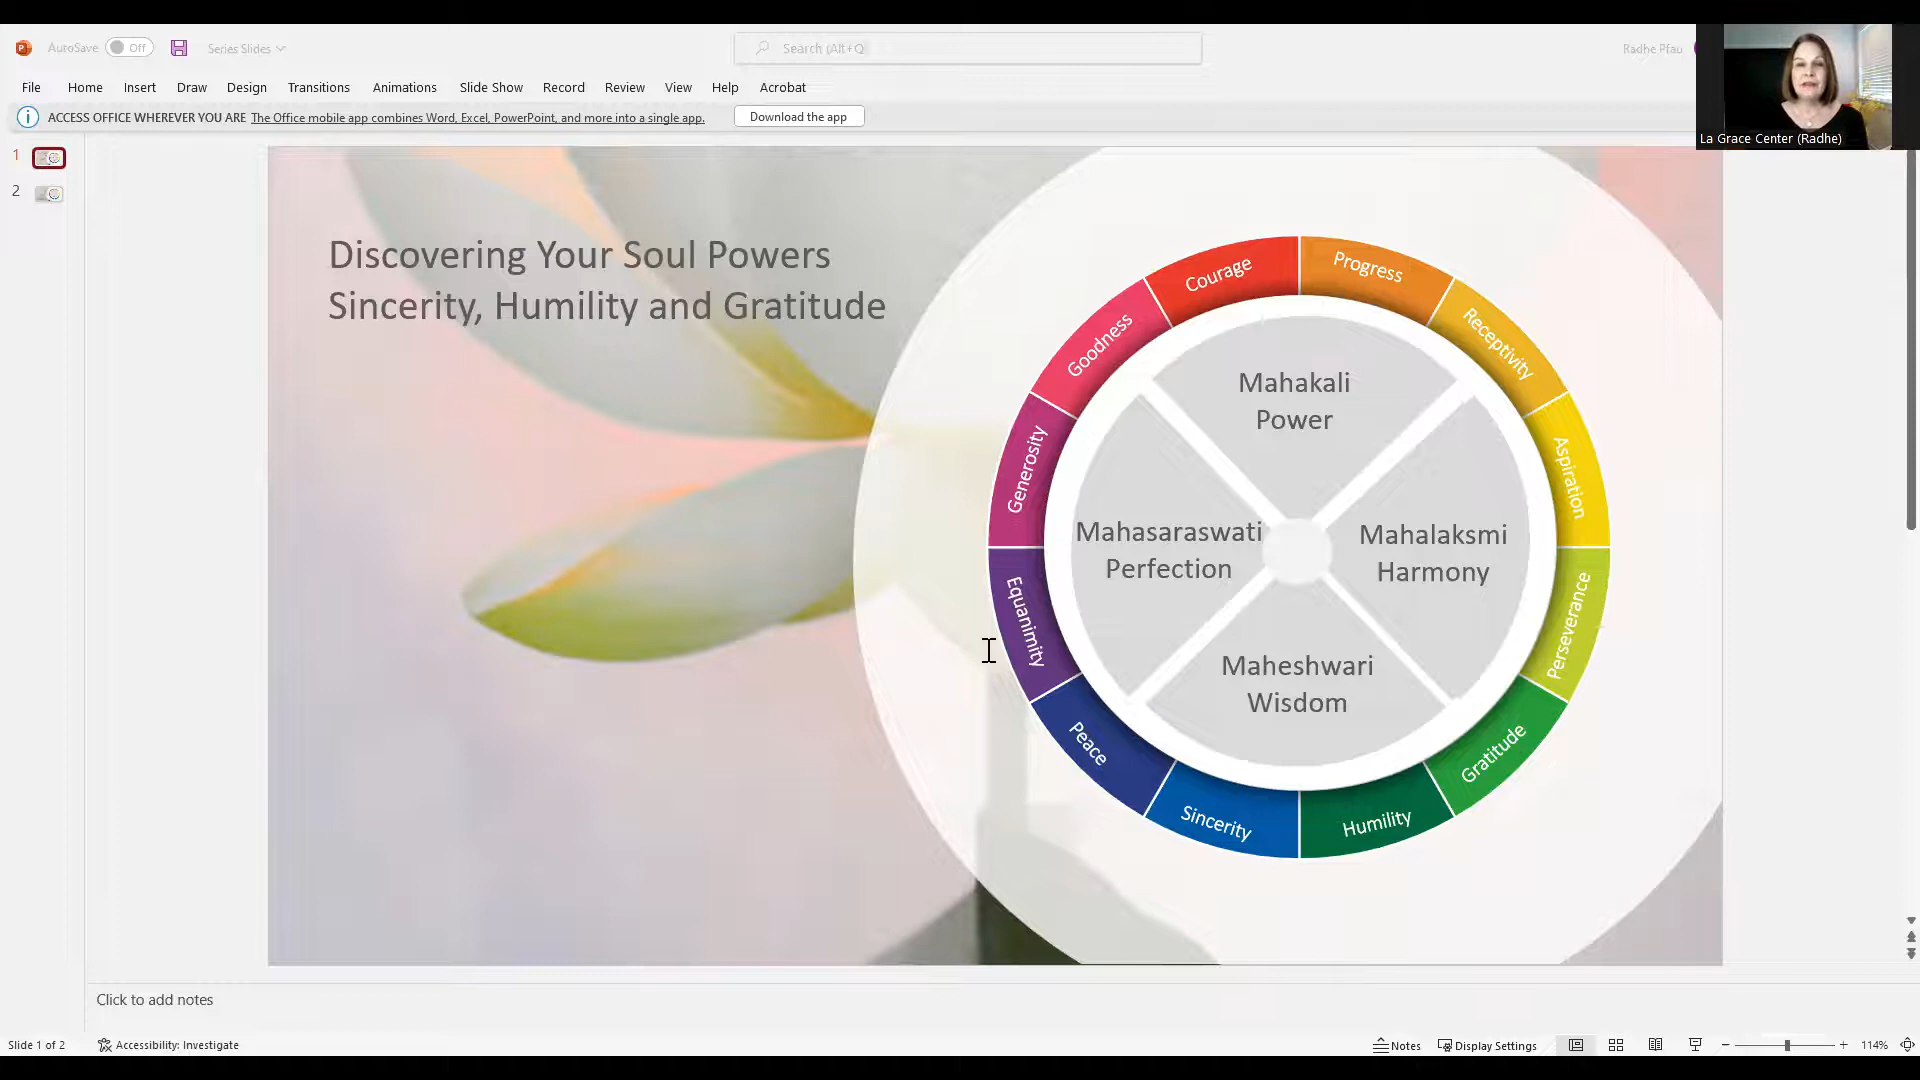 AutoSave Off Series Slides Search (Alt+Q Radhe Pfau
File Home Insert Draw Design Transitions Animations Slide Show Record Review View Help Acrobat
ACCESS OFFICE WHEREVER YOU ARE The Office mobile app combines Word, Excel, PowerPoint, and more into a single app. Download the app
La Grace Center (Radhe)
1
2
Discovering Your Soul Powers
Sincerity, Humility and Gratitude
Courage
Progress
Receptivity
Aspiration
Perseverance
Gratitude
Humility
Sincerity
Peace
Equanimity
Generosity
Goodness
Mahakali
Power
Mahasaraswati
Perfection
Mahalaksmi
Harmony
Maheshwari
Wisdom
Click to add notes
Slide 1 of 2 Accessibility: Investigate Notes Display Settings 114%